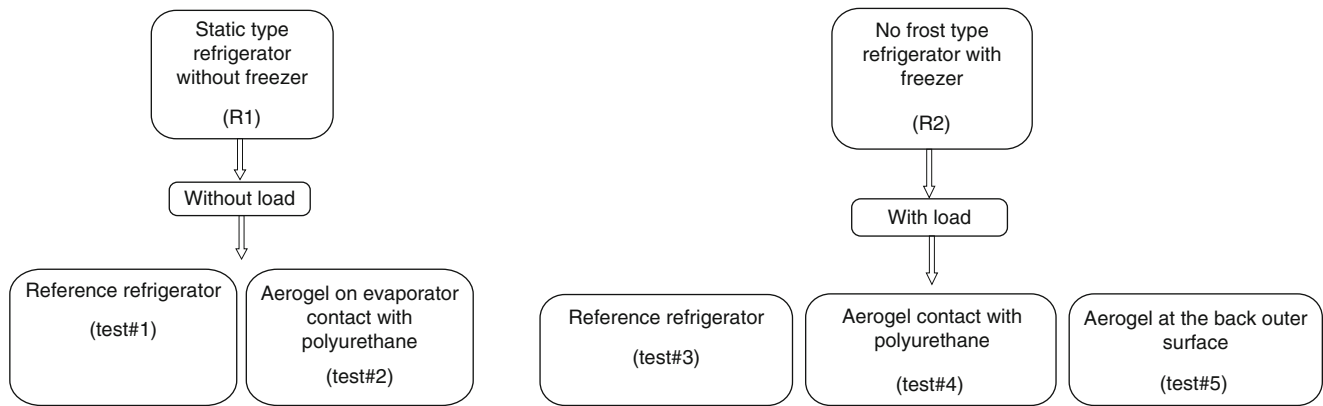 Static type
refrigerator
without freezer
(R1)
Without load
Reference refrigerator
(test#1)
Aerogel on evaporator
contact with
polyurethane
(test#2)
No frost type
refrigerator with
freezer
(R2)
With load
Reference refrigerator
(test#3)
Aerogel contact with
polyurethane
(test#4)
Aerogel at the back outer
surface
(test#5)